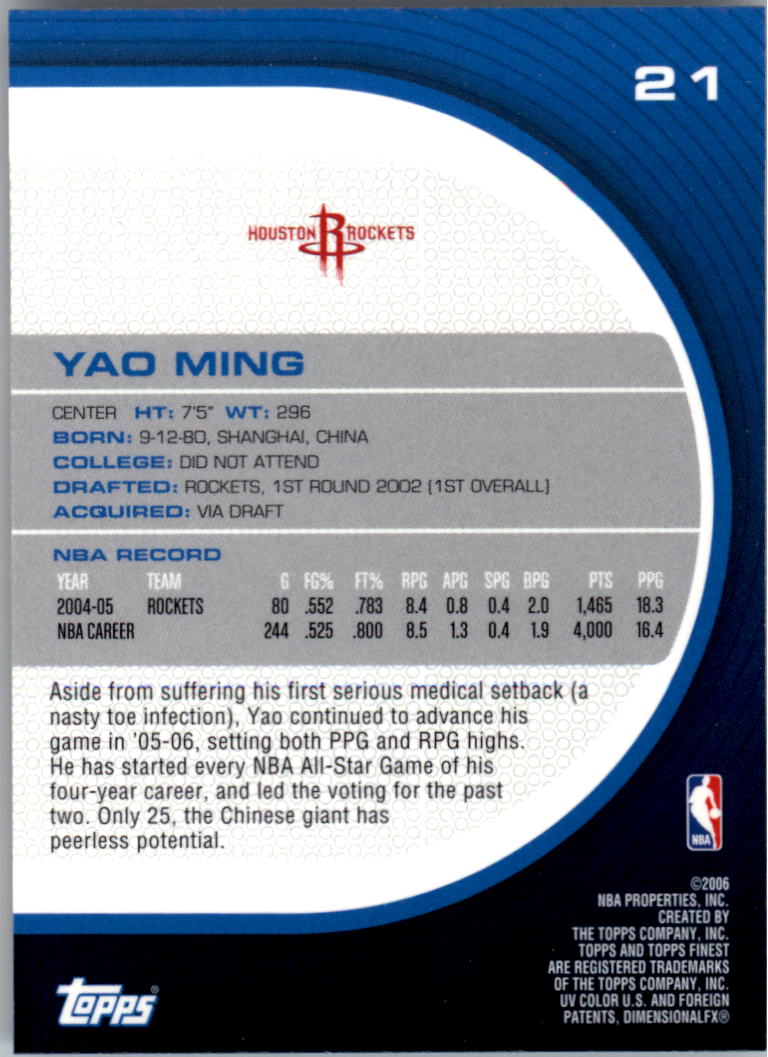 21
HOUSTON ROCKETS
YAO MING
CENTER HT: 7'5" WT: 296
BORN: 9-12-80, SHANGHAI, CHINA
COLLEGE: DID NOT ATTEND
DRAFTED: ROCKETS, 1ST ROUND 2002 (1ST OVERALL)
ACQUIRED: VIA DRAFT
NBA RECORD
YEAR TEAM G FG% FT% RPG APG SPG BPG PTS PPG
2004-05 ROCKETS 80 .552 .783 8.4 0.8 0.4 2.0 1,465 18.3
NBA CAREER 244 .525 .800 8.5 1.3 0.4 1.9 4,000 16.4
Aside from suffering his first serious medical setback (a
nasty toe infection), Yao continued to advance his
game in '05-06, setting both PPG and RPG highs.
He has started every NBA All-Star Game of his
four-year career, and led the voting for the past
two. Only 25, the Chinese giant has
peerless potential.
NBA
©2006
NBA PROPERTIES, INC.
CREATED BY
THE TOPPS COMPANY, INC.
TOPPS AND TOPPS FINEST
ARE REGISTERED TRADEMARKS
OF THE TOPPS COMPANY, INC.
UV COLOR U.S. AND FOREIGN
PATENTS, DIMENSIONALFX®
topps®